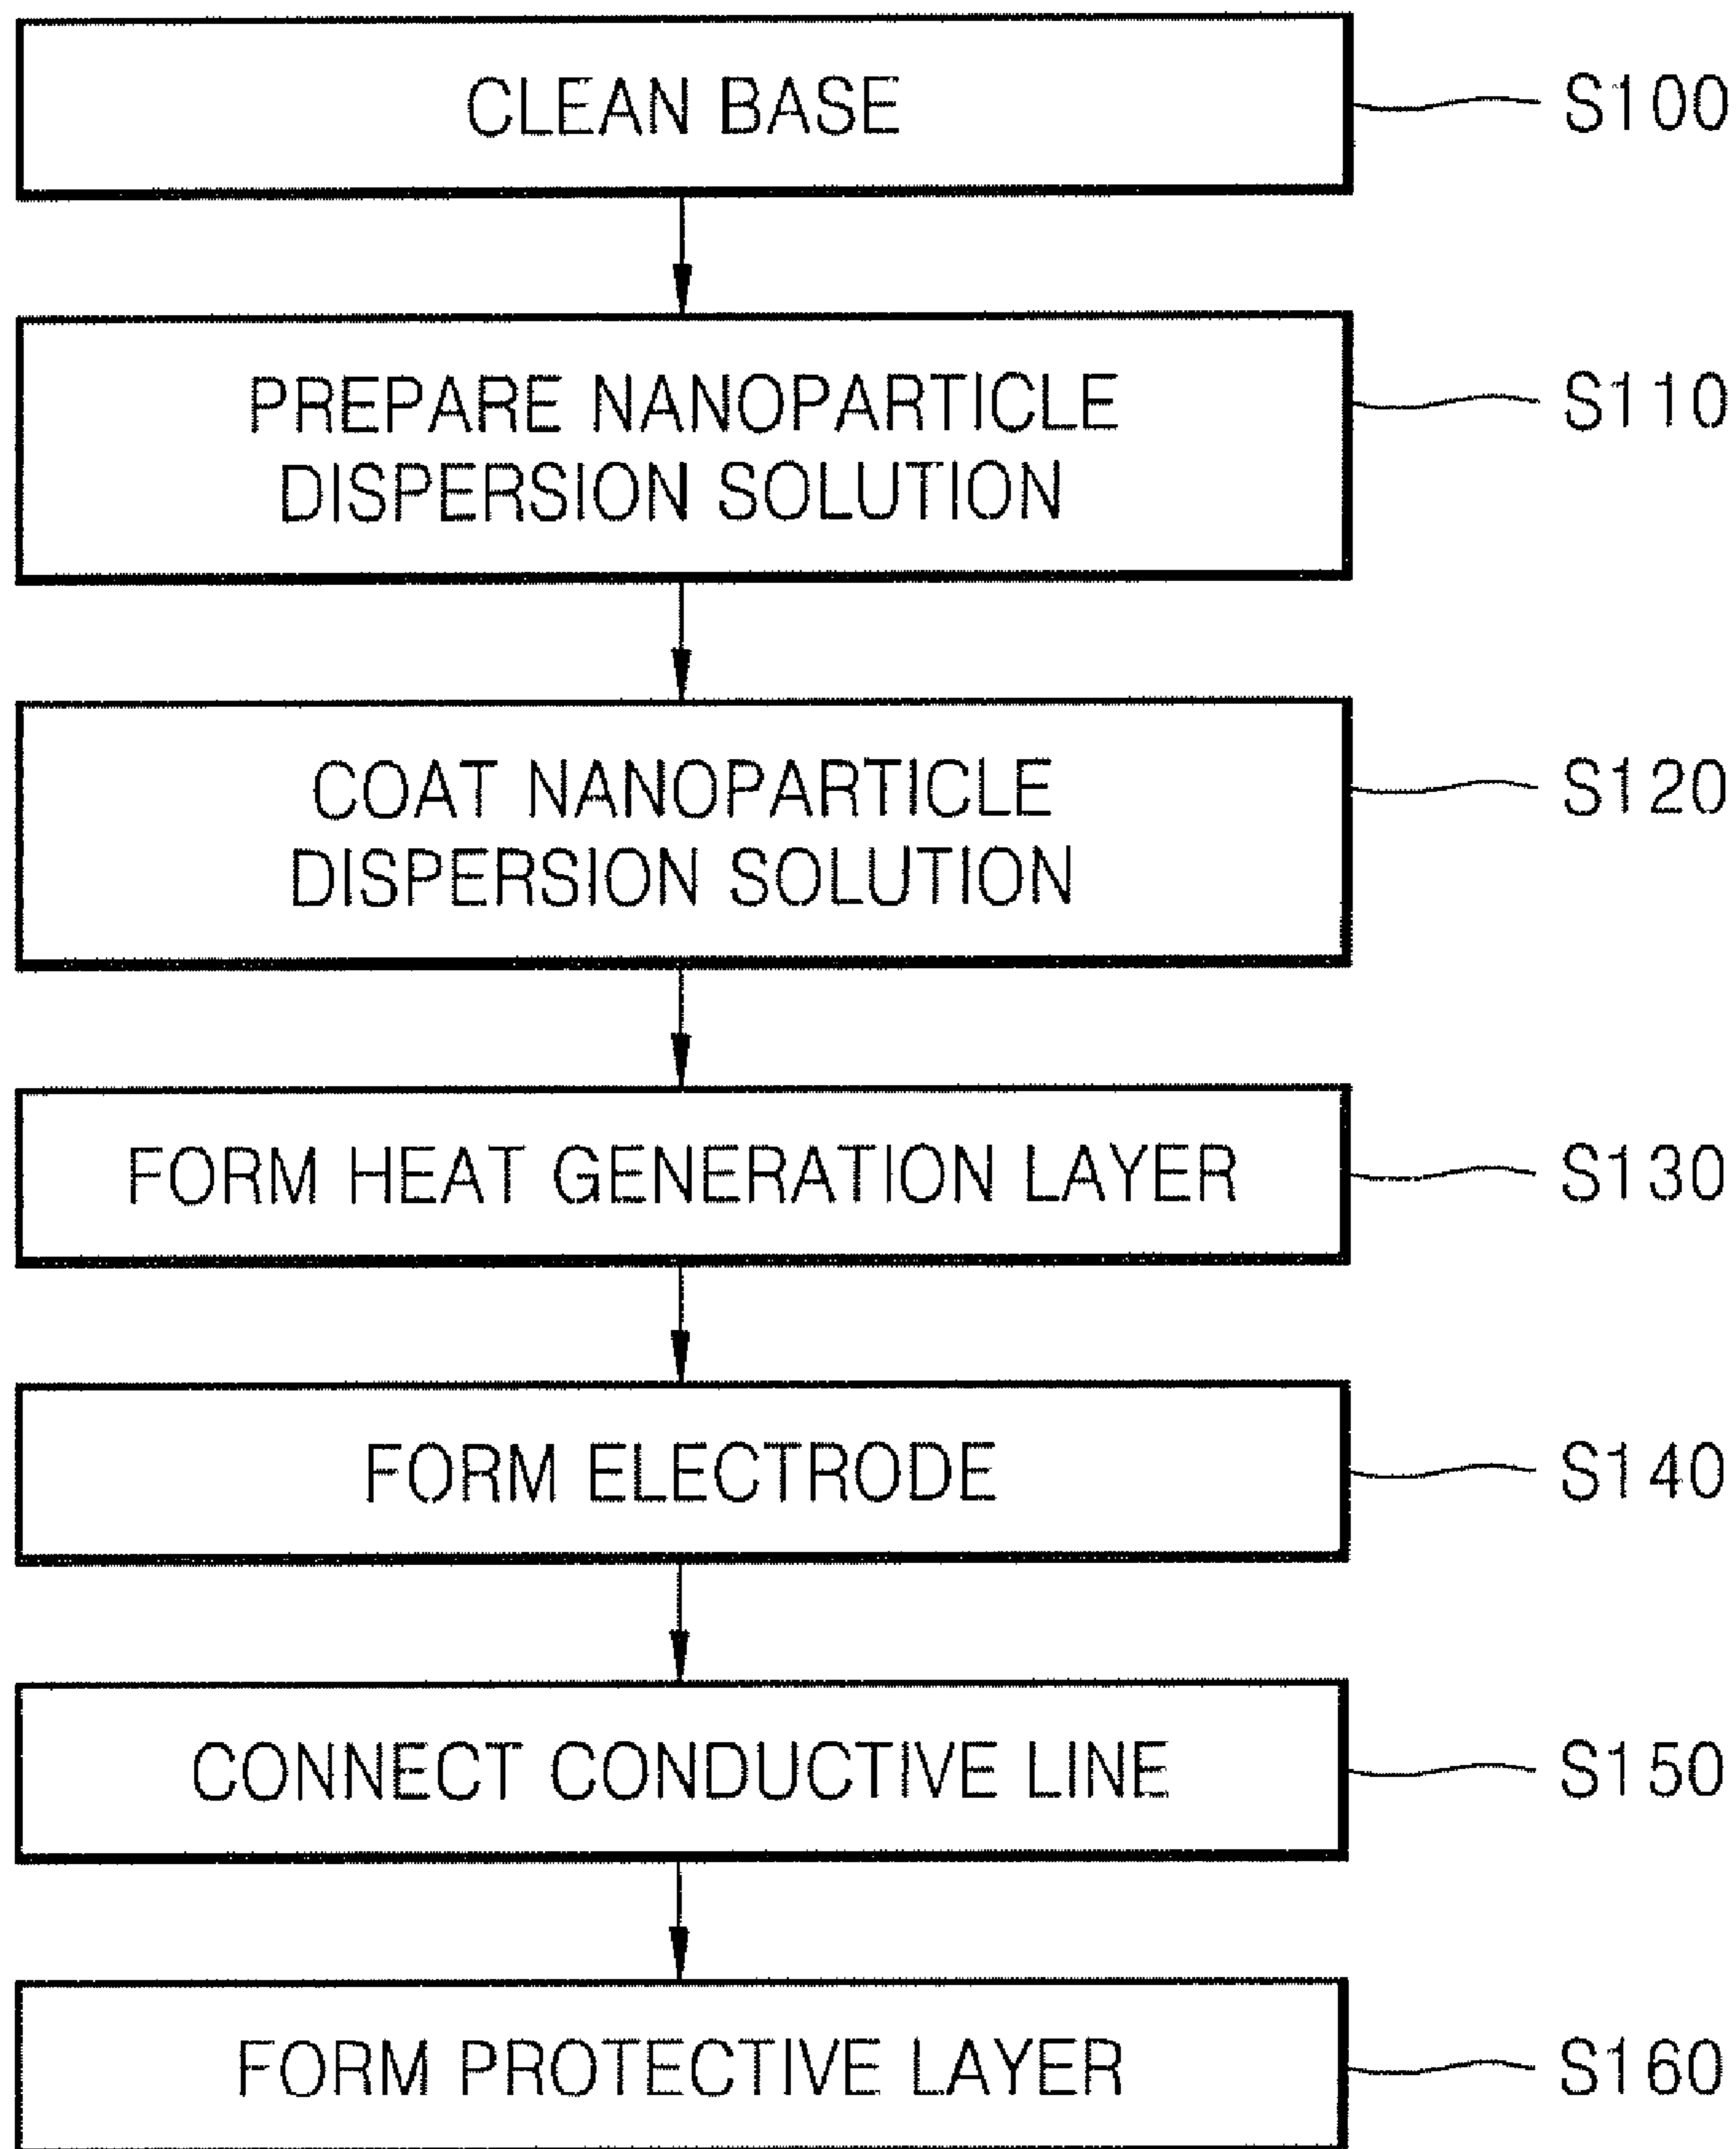 CLEAN BASE
S100
PREPARE NANOPARTICLE
DISPERSION SOLUTION
S110
COAT NANOPARTICLE
DISPERSION SOLUTION
S120
FORM HEAT GENERATION LAYER
S130
FORM ELECTRODE
S140
CONNECT CONDUCTIVE LINE
S150
FORM PROTECTIVE LAYER
S160